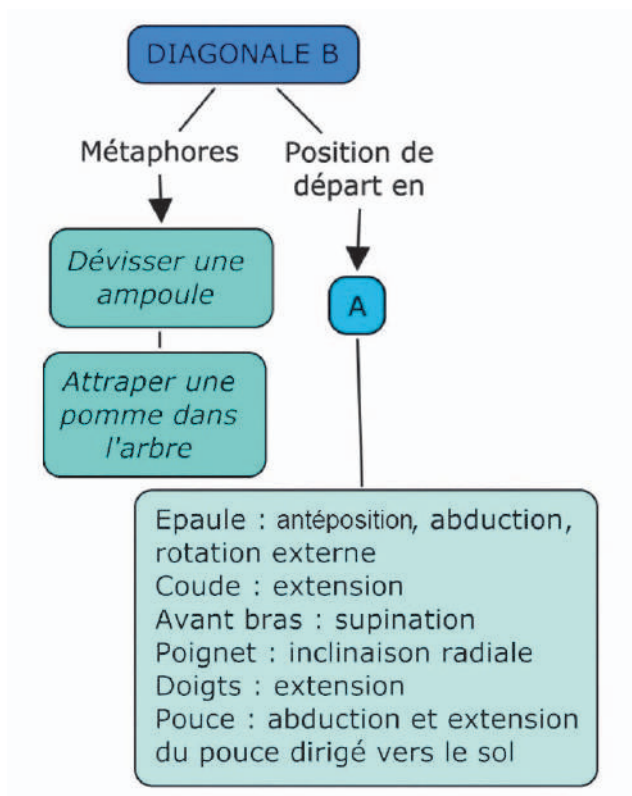 DIAGONALE B
Métaphores
Position de
départ en
Dévisser une
ampoule
A
Attraper une
pomme dans
l'arbre
Epaule : antéposition, abduction,
rotation externe
Coude : extension
Avant bras : supination
Poignet : inclinaison radiale
Doigts : extension
Pouce : abduction et extension
du pouce dirigé vers le sol